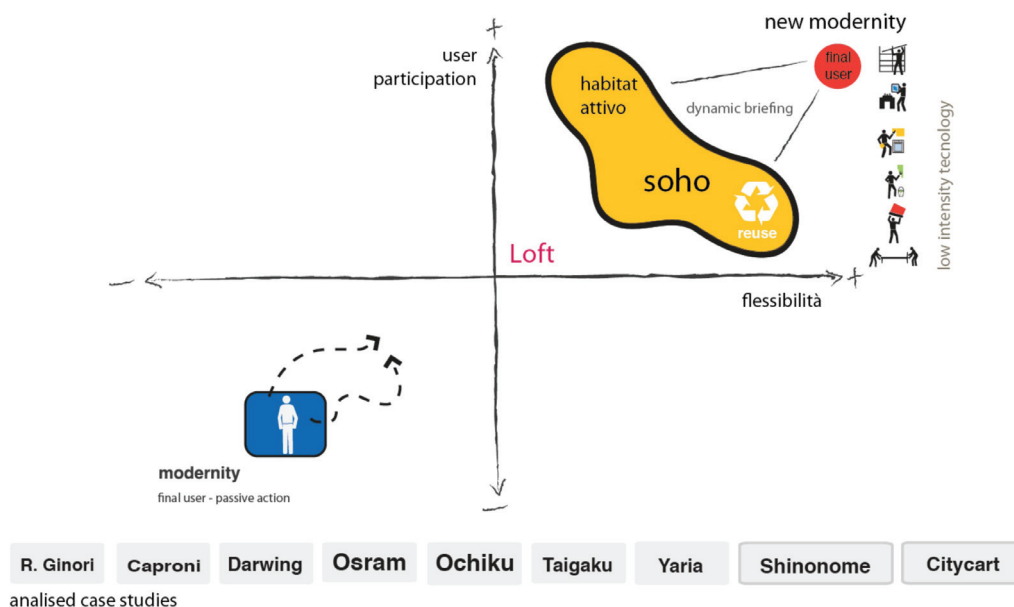 +
new modernity
user
participation
final
user
habitat
attivo
dynamic briefing
low intensity tecnology
soho
reuse
Loft
−
+
flessibilità
modernity
final user - passive action
−
R. Ginori
Caproni
Darwing
Osram
Ochiku
Taigaku
Yaria
Shinonome
Citycart
analised case studies